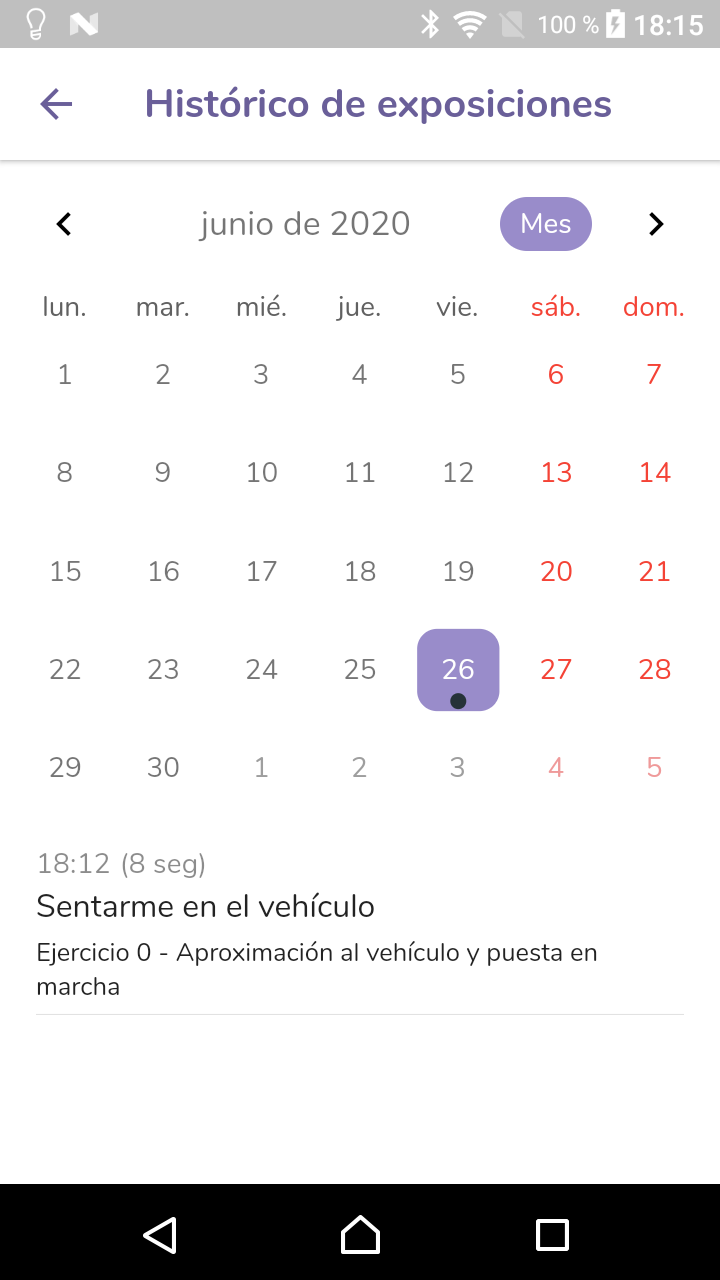 100 % 18:15
Histórico de exposiciones
junio de 2020 Mes
lun. mar. mié. jue. vie. sáb. dom.
1 2 3 4 5 6 7
8 9 10 11 12 13 14
15 16 17 18 19 20 21
22 23 24 25 26 27 28
29 30 1 2 3 4 5
18:12 (8 seg)
Sentarme en el vehículo
Ejercicio 0 - Aproximación al vehículo y puesta en
marcha